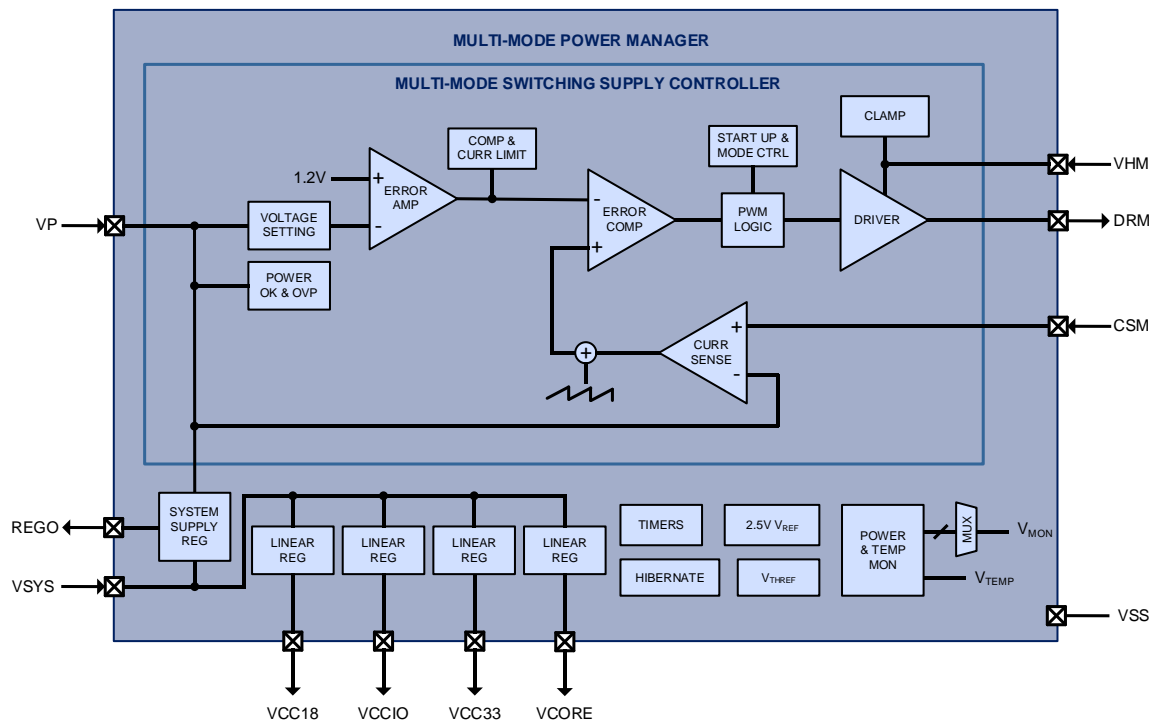 MULTI-MODE POWER MANAGER
MULTI-MODE SWITCHING SUPPLY CONTROLLER
CLAMP
COMP &
CURR LIMIT
START UP &
MODE CTRL
VHM
1.2V
+
ERROR
AMP
-
-
ERROR
COMP
+
PWM
LOGIC
DRIVER
VP
VOLTAGE
SETTING
DRM
POWER
OK & OVP
+
CURR
SENSE
-
CSM
+
REGO
SYSTEM
SUPPLY
REG
VSYS
LINEAR
REG
LINEAR
REG
LINEAR
REG
LINEAR
REG
TIMERS
2.5V VREF
HIBERNATE
VTHREF
POWER
& TEMP
MON
MUX
VMON
VTEMP
VSS
VCC18
VCCIO
VCC33
VCORE